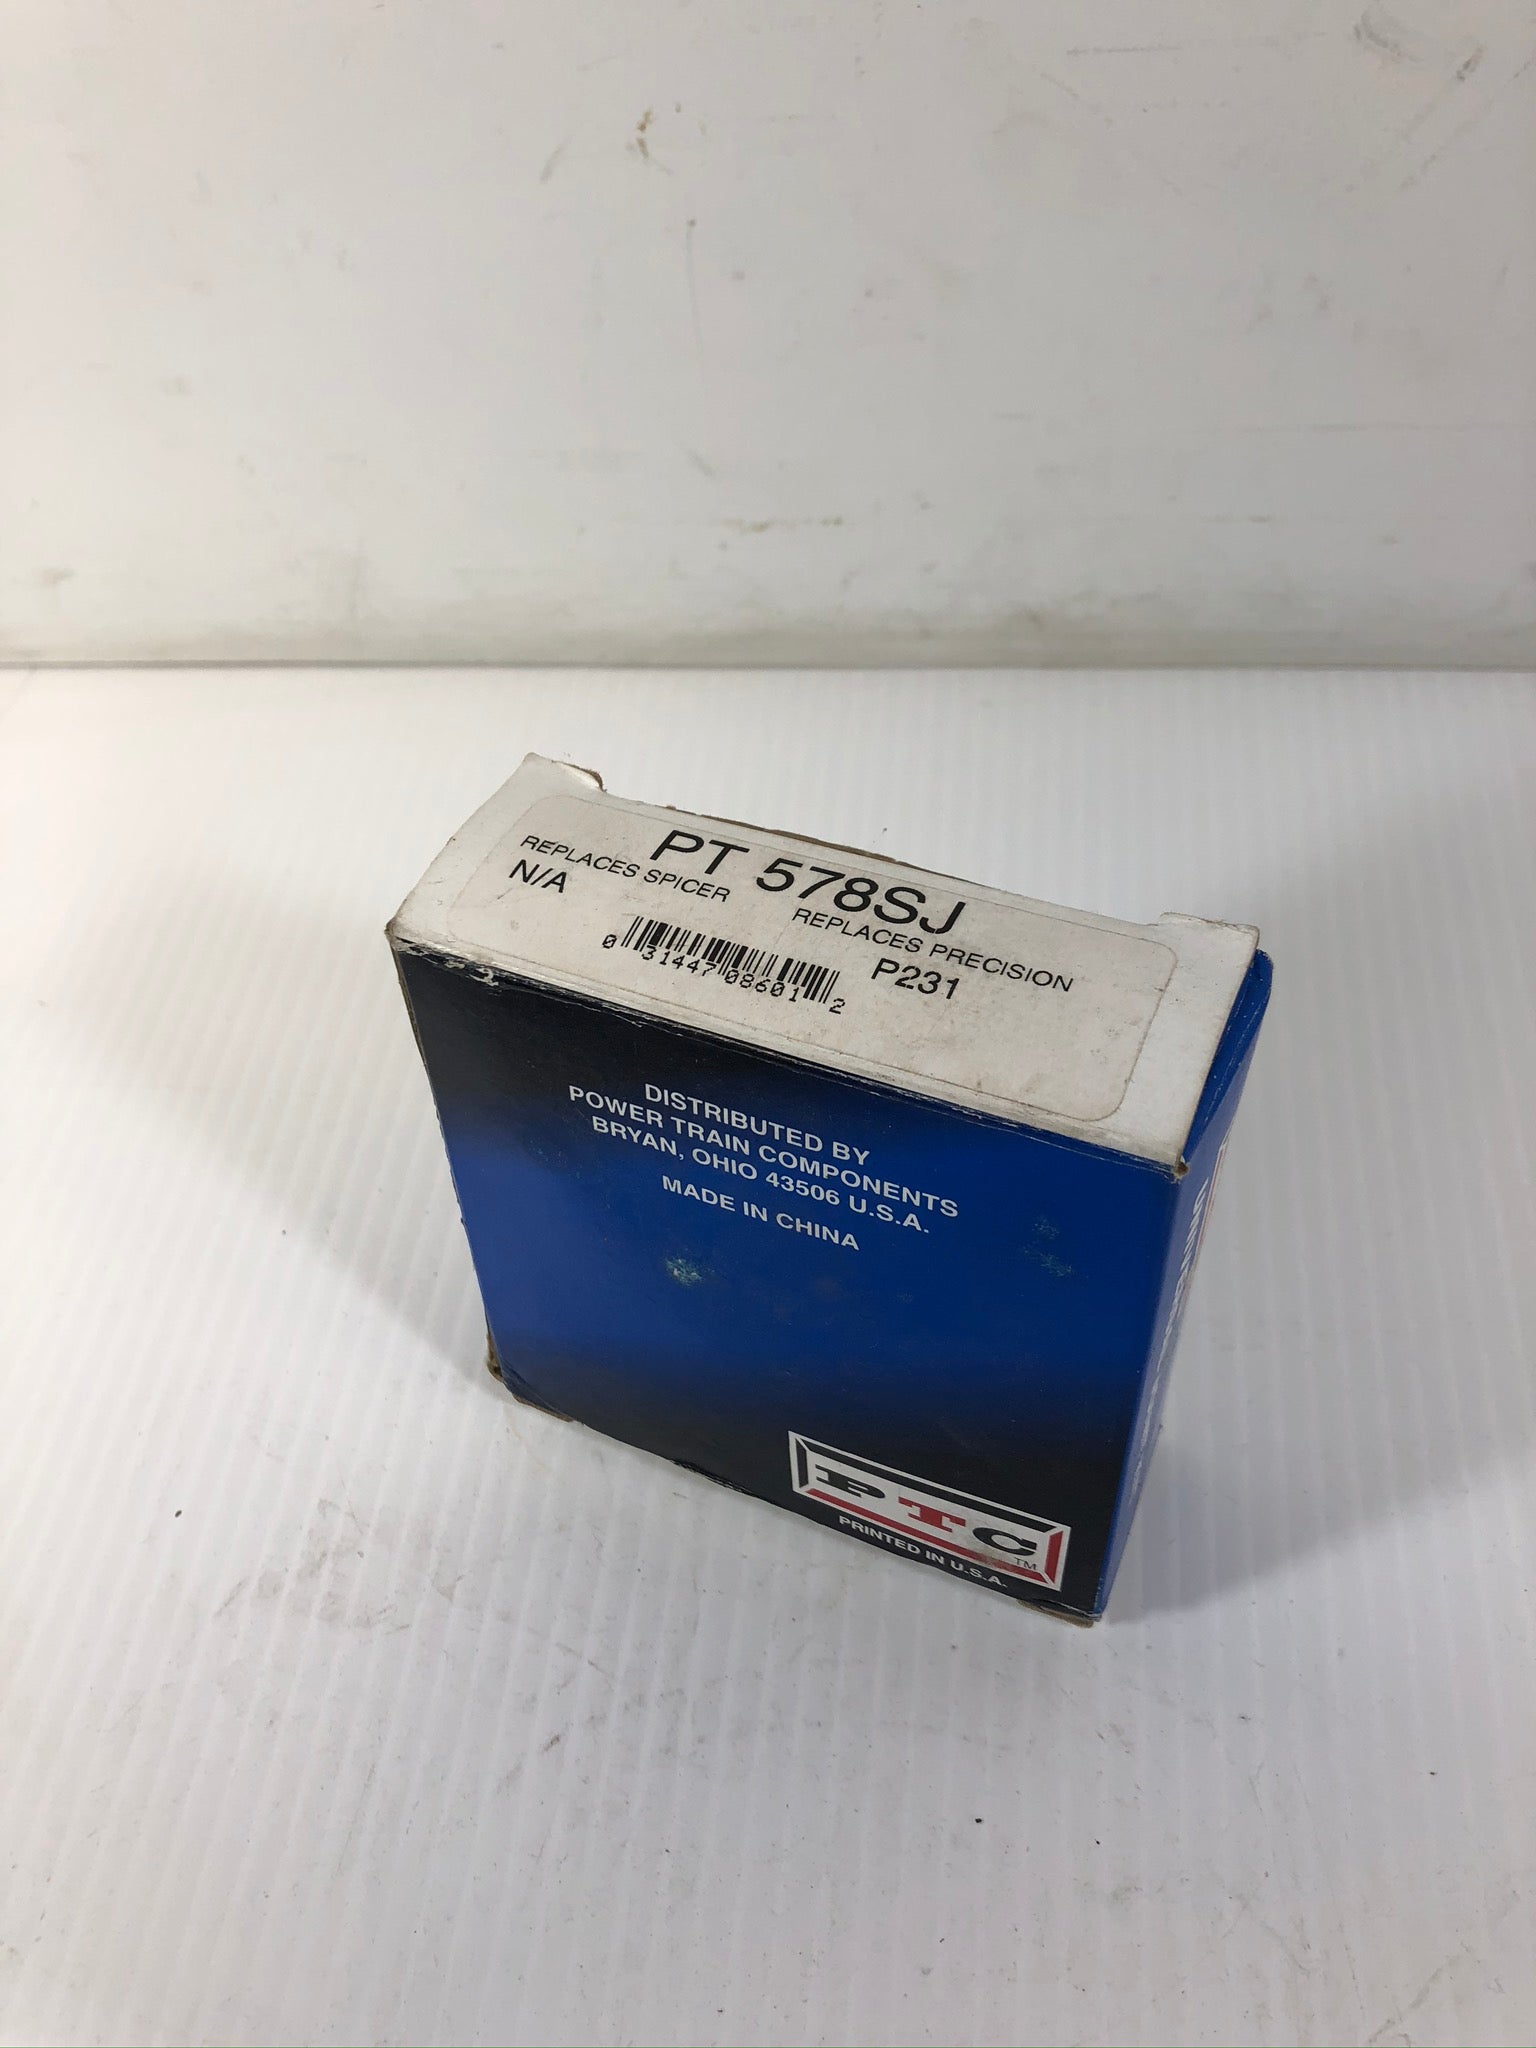 PT 578SJ
REPLACES SPICER REPLACES PRECISION
N/A P231
0 31447 08601 2
DISTRIBUTED BY
POWER TRAIN COMPONENTS
BRYAN, OHIO 43506 U.S.A.
MADE IN CHINA
PTC
TM
PRINTED IN U.S.A.